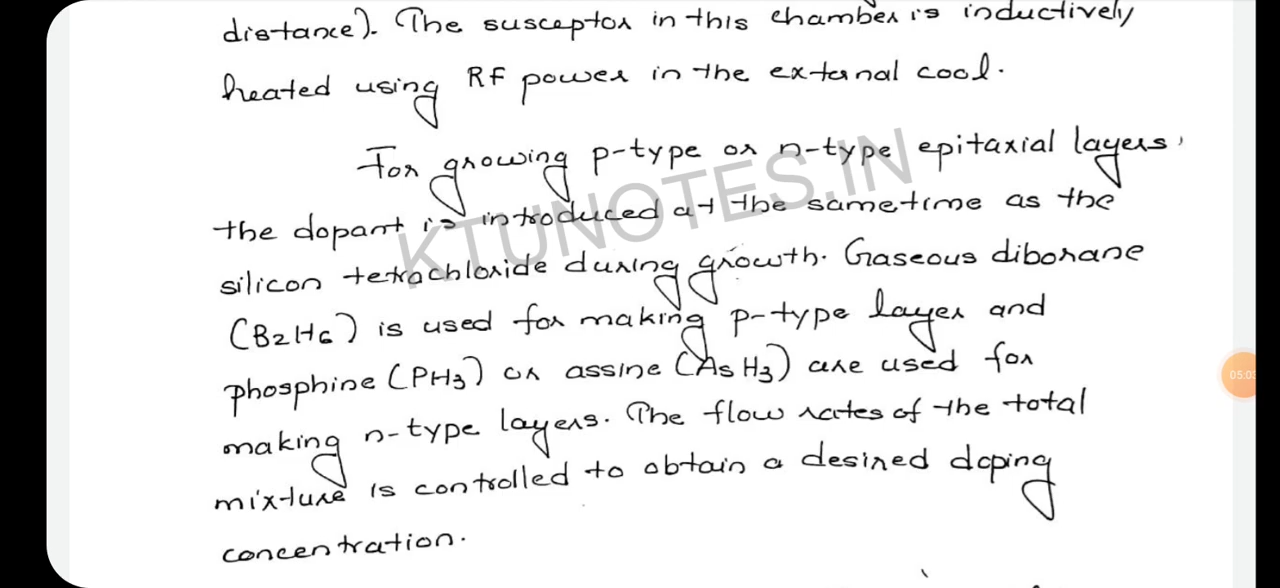 distance). The susceptor in this chamber is inductively
heated using RF power in the external cool.
For growing p-type or n-type epitaxial layers,
the dopant is introduced at the sametime as the
silicon tetrachloride during growth. Gaseous diborane
(B2H6) is used for making p-type layer and
phosphine (PH3) or assine (AsH3) are used for
making n-type layers. The flow rates of the total
mixture is controlled to obtain a desired doping
concentration.
KTUNOTES.IN